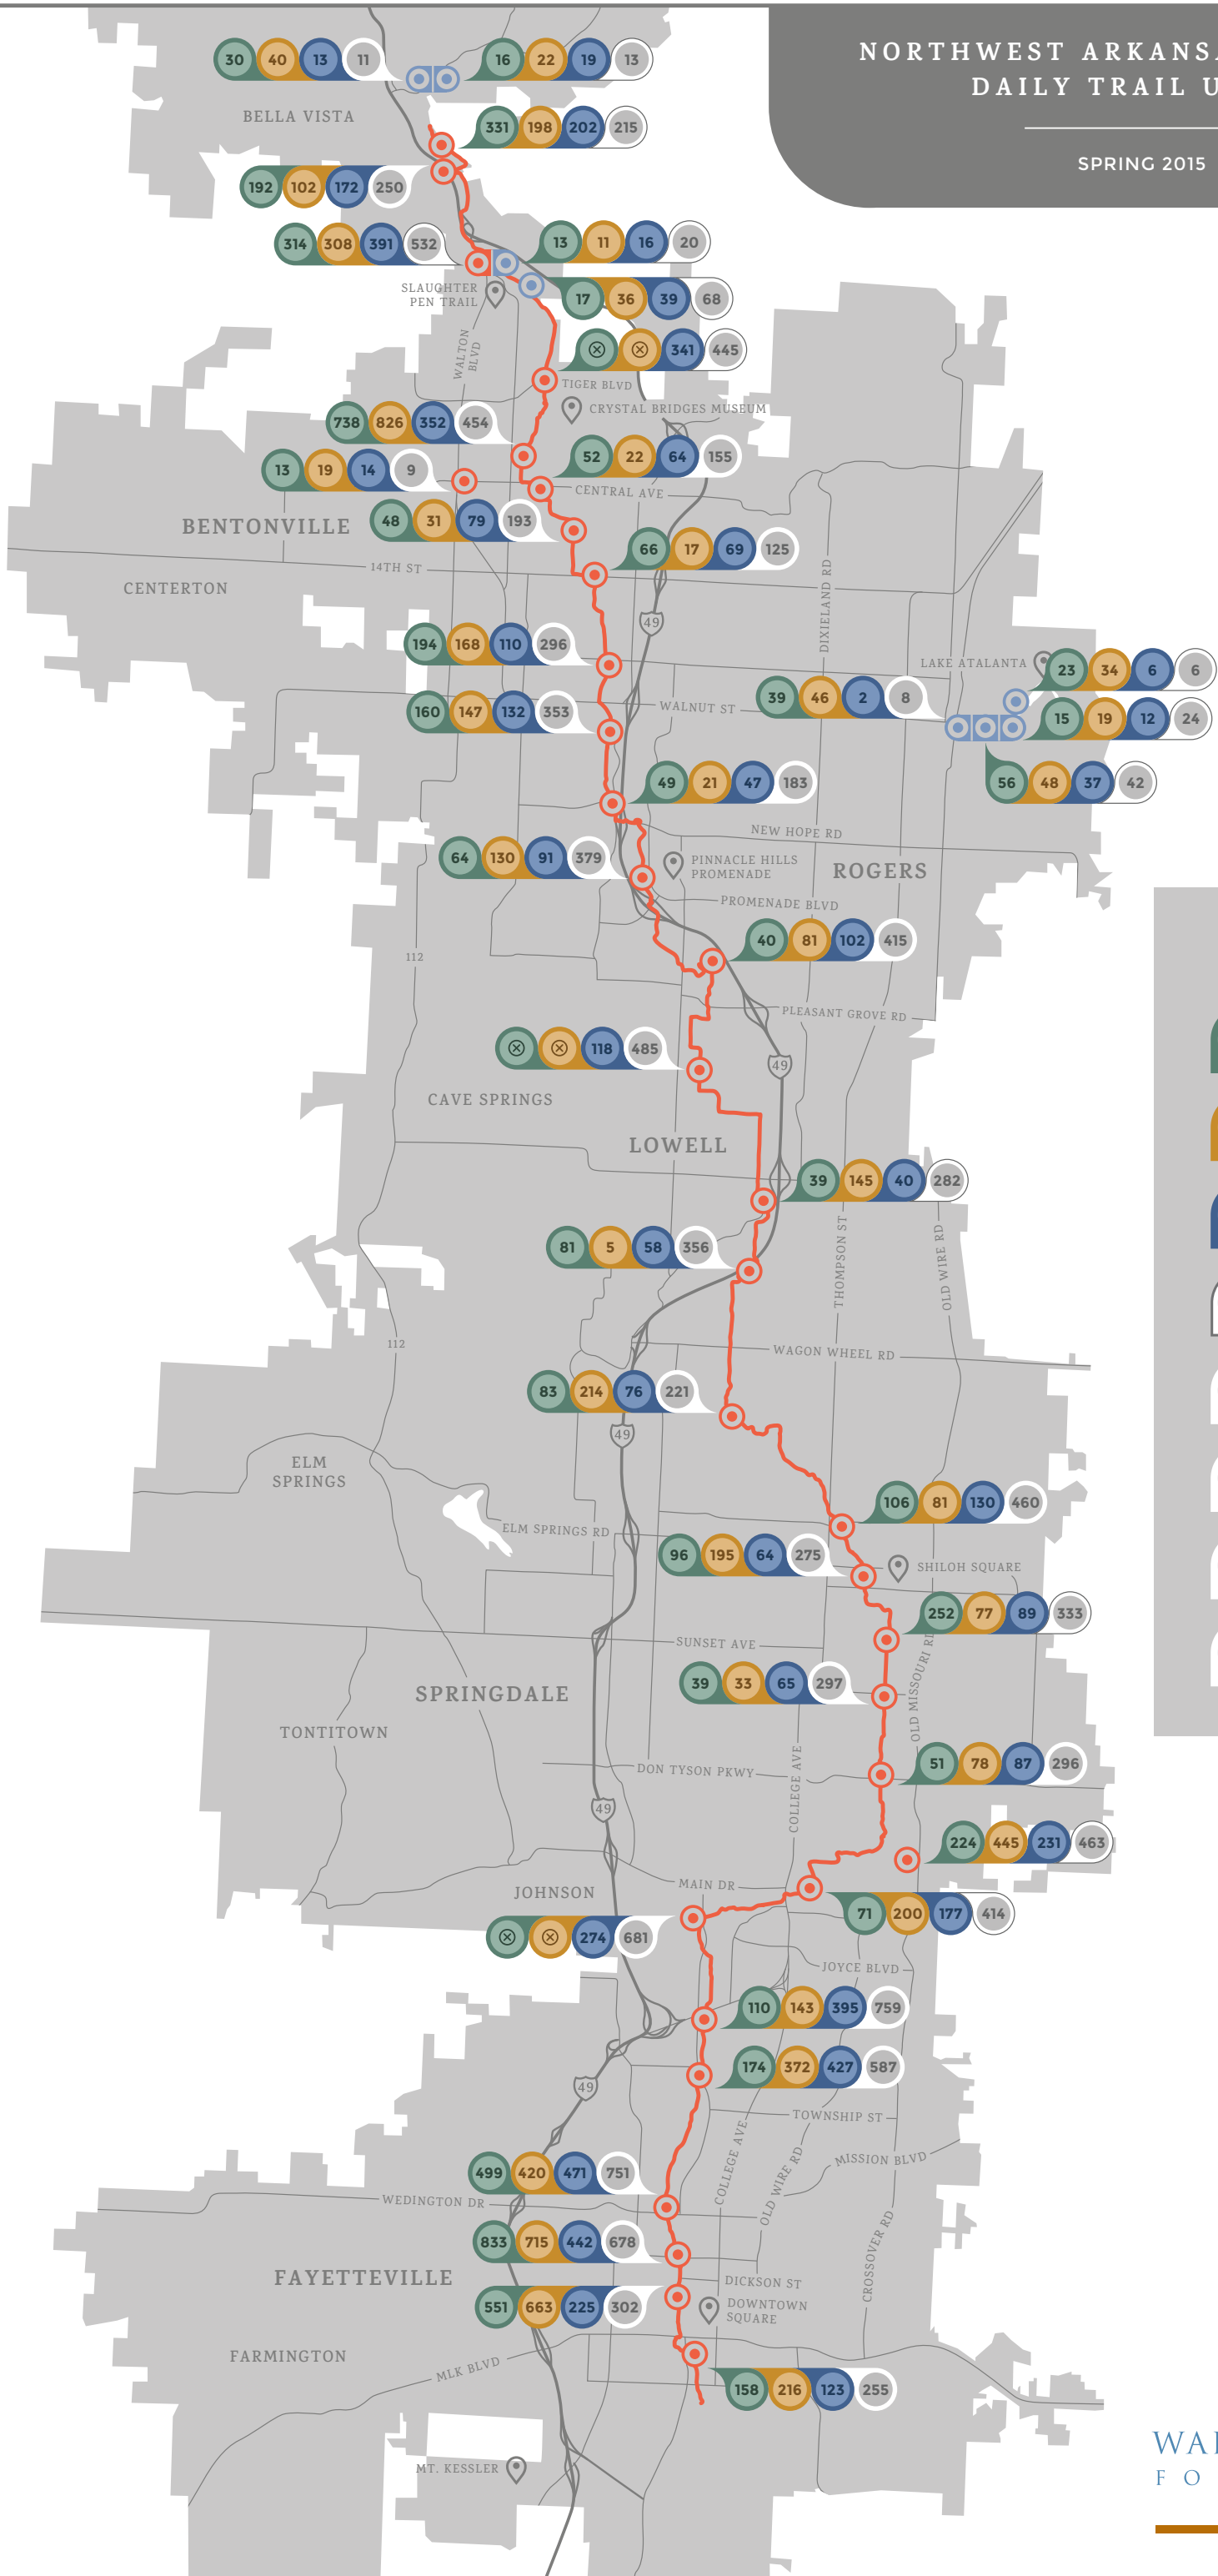 NORTHWEST ARKANSA
DAILY TRAIL U
SPRING 2015
30 40 13 11
16 22 19 13
BELLA VISTA
331 198 202 215
192 102 172 250
314 308 391 532
13 11 16 20
SLAUGHTER
PEN TRAIL
17 36 39 68
WALTON
BLVD
341 445
TIGER BLVD
CRYSTAL BRIDGES MUSEUM
738 826 352 454
52 22 64 155
13 19 14 9
CENTRAL AVE
BENTONVILLE
48 31 79 193
66 17 69 125
14TH ST
CENTERTON
DIXIELAND RD
49
194 168 110 296
LAKE ATALANTA
23 34 6 6
39 46 2 8
160 147 132 353
WALNUT ST
15 19 12 24
49 21 47 183
56 48 37 42
NEW HOPE RD
64 130 91 379
PINNACLE HILLS
PROMENADE
ROGERS
PROMENADE BLVD
40 81 102 415
112
PLEASANT GROVE RD
118 485
49
CAVE SPRINGS
LOWELL
39 145 40 282
THOMPSON ST
OLD WIRE RD
81 5 58 356
112
WAGON WHEEL RD
83 214 76 221
49
ELM
SPRINGS
106 81 130 460
ELM SPRINGS RD
96 195 64 275
SHILOH SQUARE
252 77 89 333
SUNSET AVE
OLD MISSOURI RD
39 33 65 297
SPRINGDALE
TONTITOWN
51 78 87 296
DON TYSON PKWY
COLLEGE AVE
49
224 445 231 463
MAIN DR
JOHNSON
71 200 177 414
274 681
JOYCE BLVD
110 143 395 759
174 372 427 587
49
TOWNSHIP ST
COLLEGE AVE
OLD WIRE RD
MISSION BLVD
499 420 471 751
WEDINGTON DR
CROSSOVER RD
833 715 442 678
FAYETTEVILLE
DICKSON ST
551 663 225 302
DOWNTOWN
SQUARE
FARMINGTON
MLK BLVD
158 216 123 255
WAL
FO
MT. KESSLER